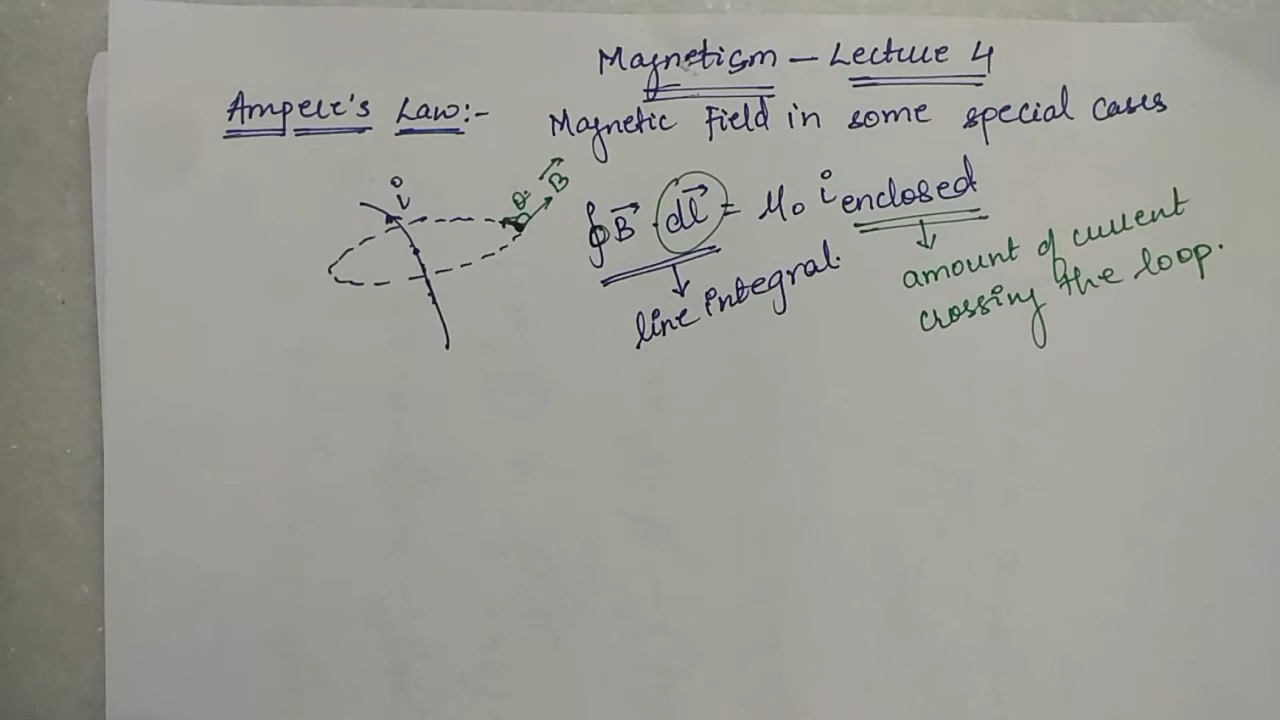 Magnetism – Lecture 4
Ampere's Law:- Magnetic Field in some special cases
i
θ B⃗
∮B⃗.dl⃗ = μ₀ i enclosed
line integral.
amount of current
crossing the loop.